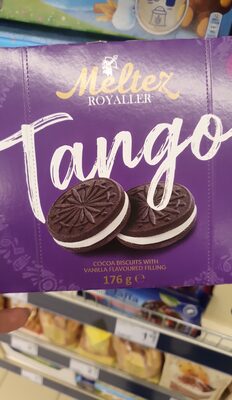 Meltez
ROYALLER
Tango
COCOA BISCUITS WITH
VANILLA FLAVOURED FILLING
176 g ℮